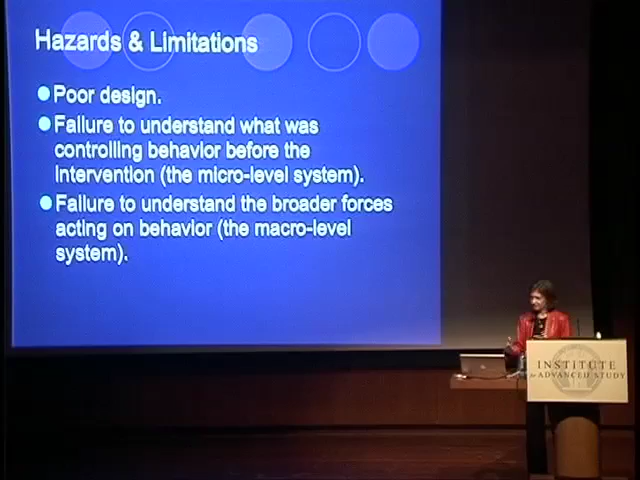 Hazards & Limitations
Poor design.
Failure to understand what was
controlling behavior before the
intervention (the micro-level system).
Failure to understand the broader forces
acting on behavior (the macro-level
system).
INSTITUTE
for ADVANCED STUDY